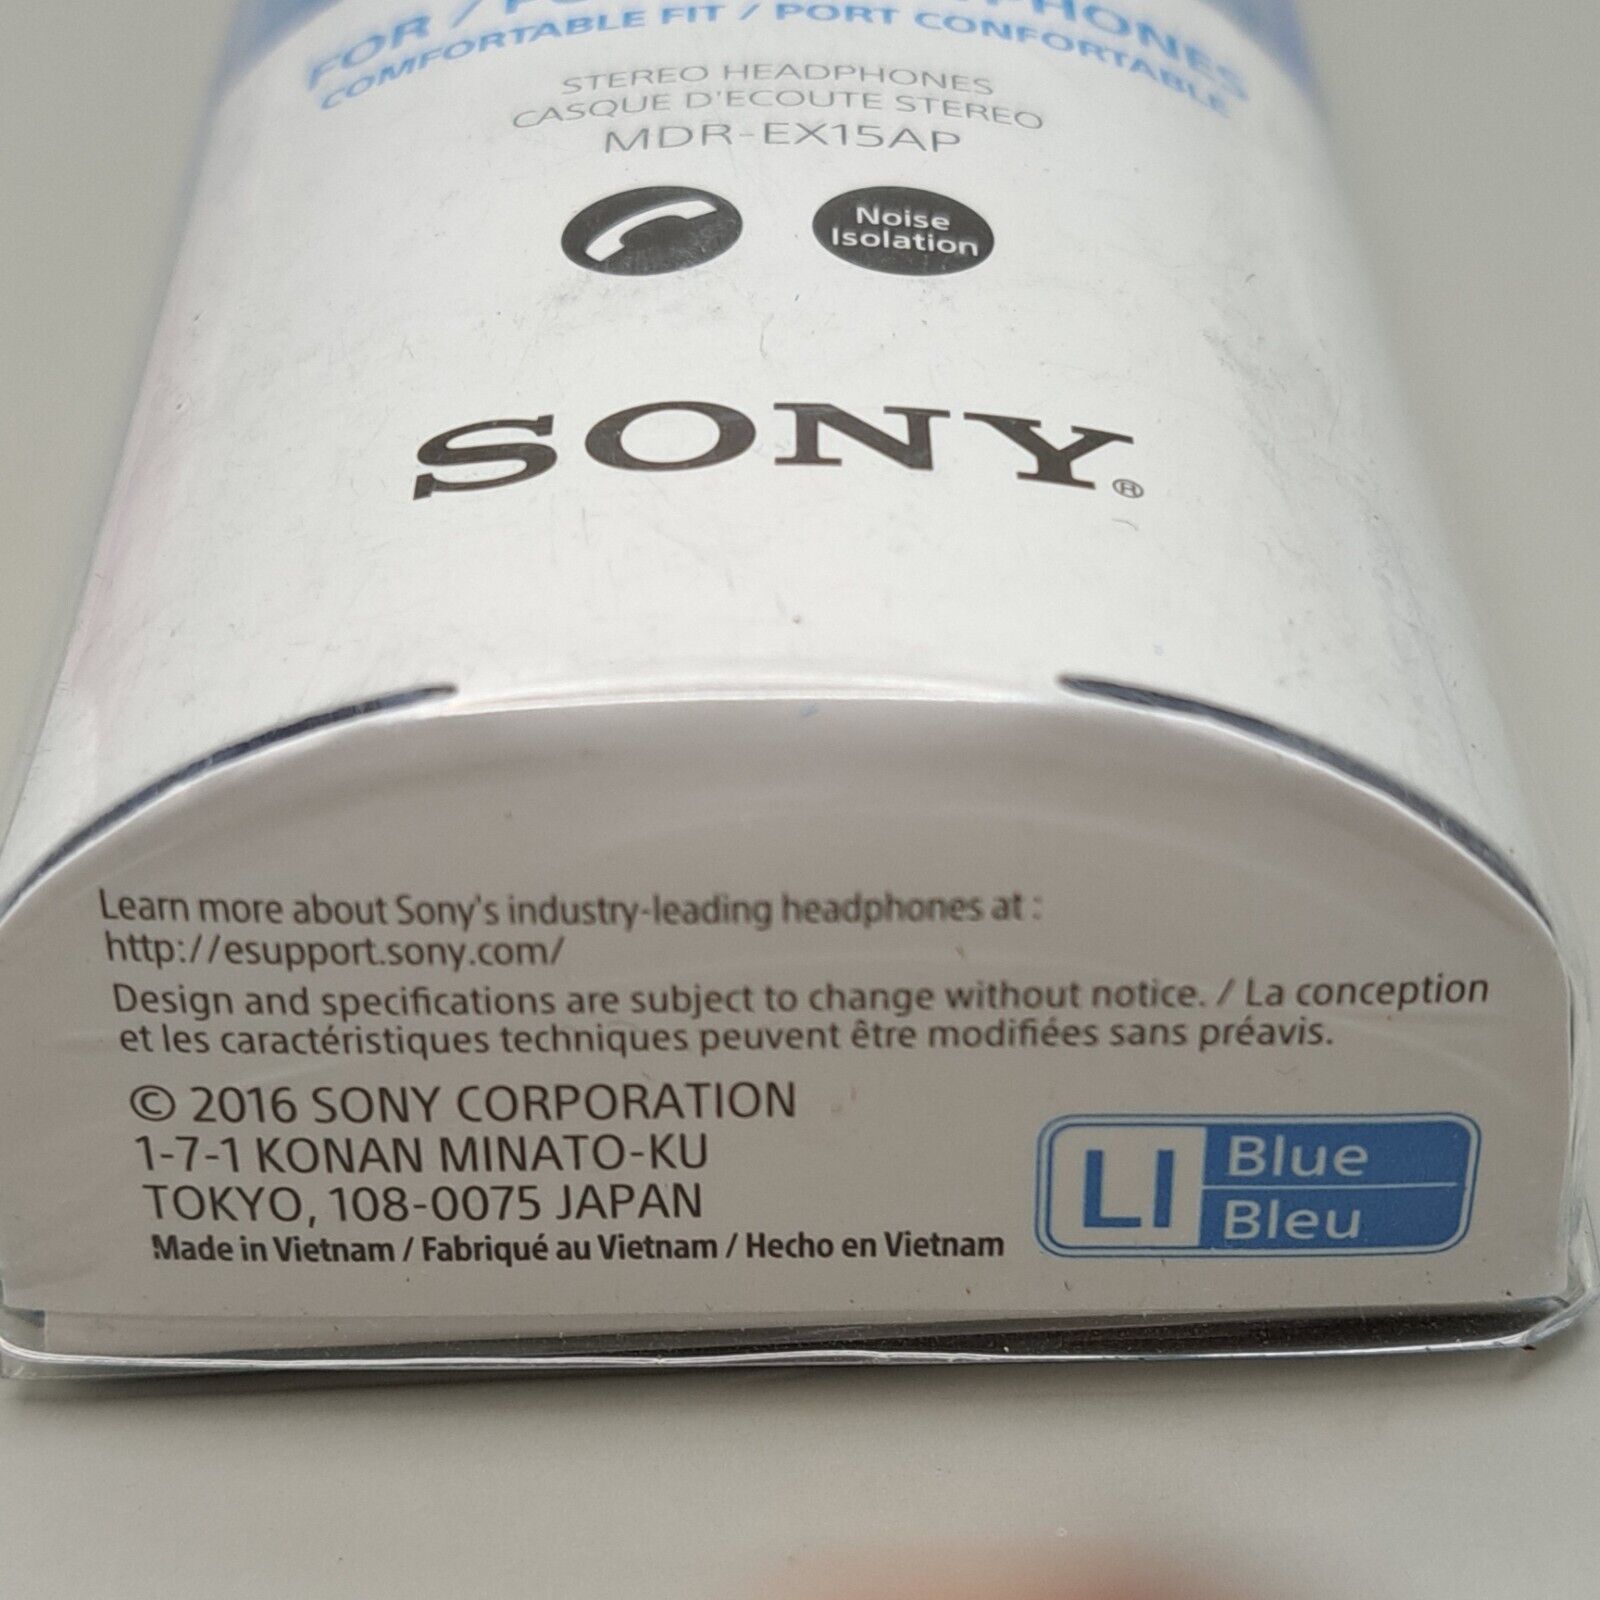 FOR /
COMFORTABLE FIT / PORT CONFORTABLE
STEREO HEADPHONES
CASQUE D'ECOUTE STEREO
MDR-EX15AP
Noise
Isolation
SONY®
Learn more about Sony's industry-leading headphones at :
http://esupport.sony.com/
Design and specifications are subject to change without notice. / La conception
et les caractéristiques techniques peuvent être modifiées sans préavis.
© 2016 SONY CORPORATION
1-7-1 KONAN MINATO-KU
TOKYO, 108-0075 JAPAN
Made in Vietnam / Fabriqué au Vietnam / Hecho en Vietnam
LI
Blue
Bleu